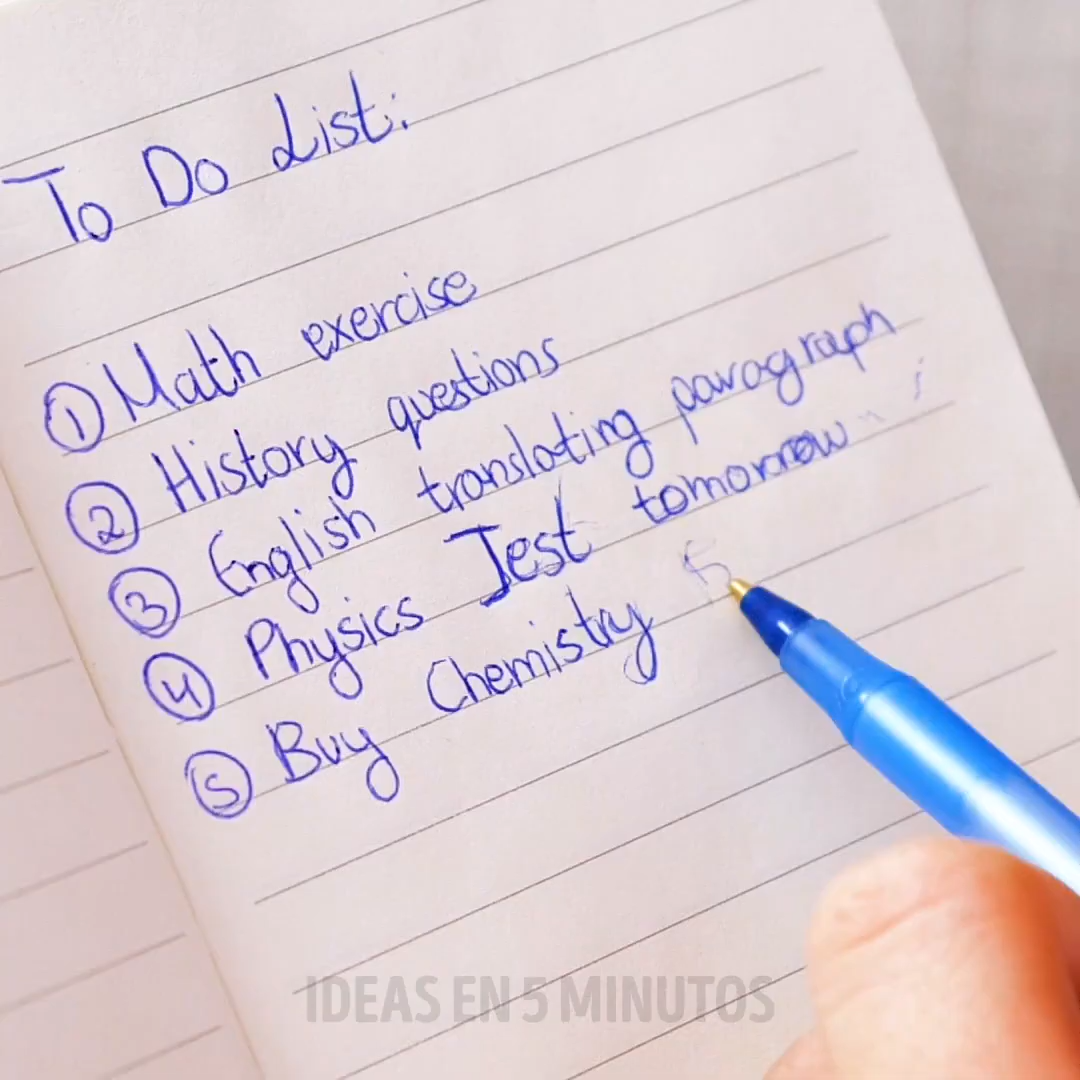 To Do List:
① Math exercise
② History questions
③ English translating paragraph
④ Physics Test tomorrow
⑤ Buy Chemistry
IDEAS EN 5 MINUTOS